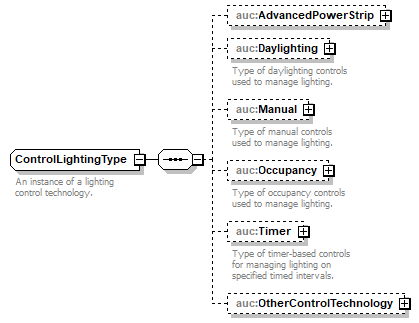 auc:AdvancedPowerStrip
auc:Daylighting
Type of daylighting controls
used to manage lighting.
auc:Manual
Type of manual controls
used to manage lighting.
ControlLightingType
An instance of a lighting
control technology.
auc:Occupancy
Type of occupancy controls
used to manage lighting.
auc:Timer
Type of timer-based controls
for managing lighting on
specified timed intervals.
auc:OtherControlTechnology